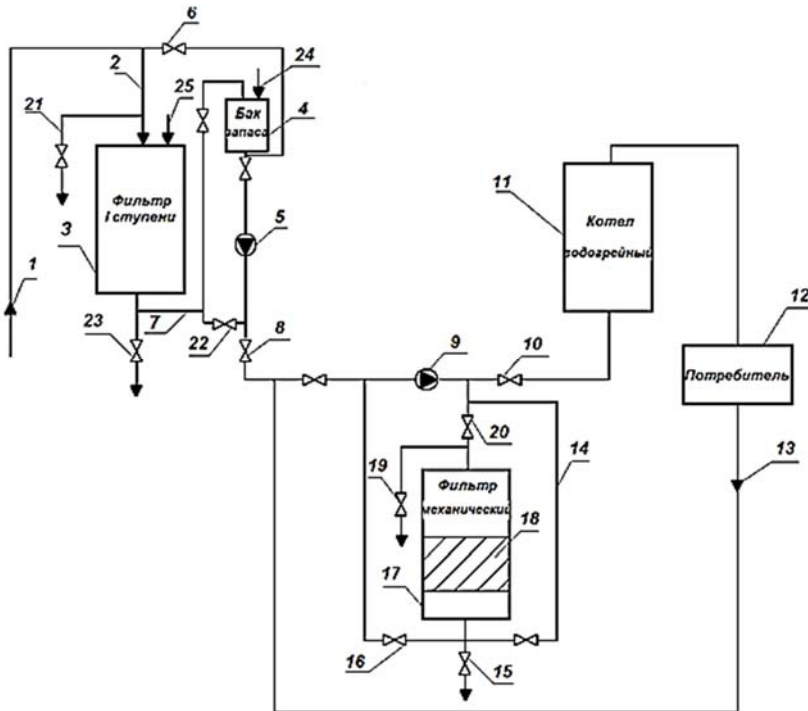 6
2
24
25
21
Бак
запаса
4
Фильтр
I ступени
11
Котел
водогрейный
5
3
1
12
23
7
22
8
9
10
Потребитель
20
19
14
13
Фильтр
механический
18
17
16
15